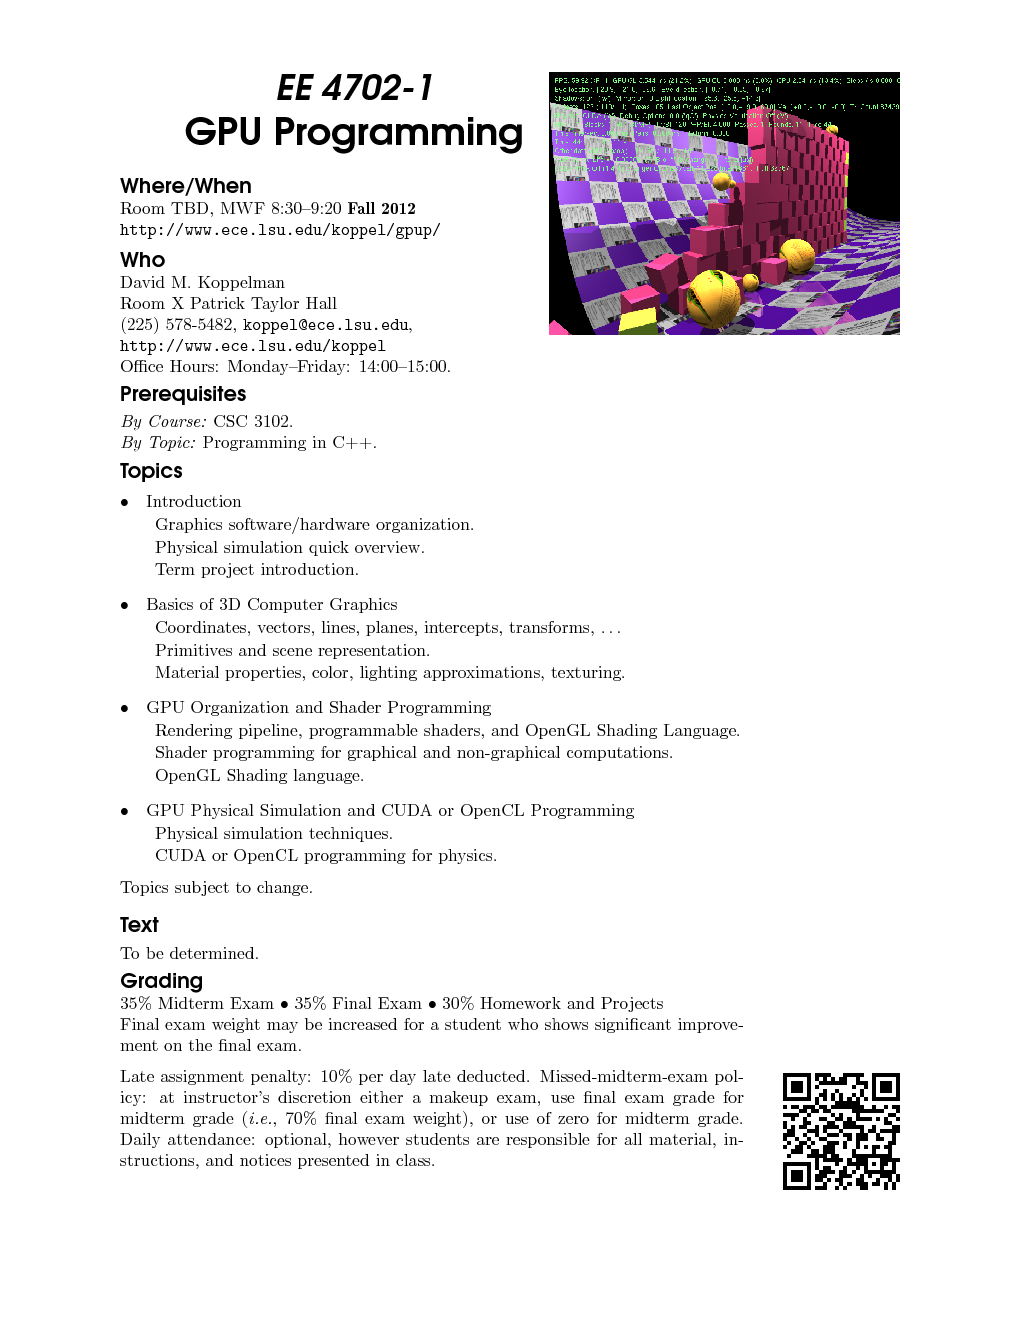 EE 4702-1
GPU Programming
Where/When
Room TBD, MWF 8:30–9:20 Fall 2012
http://www.ece.lsu.edu/koppel/gpup/
Who
David M. Koppelman
Room X Patrick Taylor Hall
(225) 578-5482, koppel@ece.lsu.edu,
http://www.ece.lsu.edu/koppel
Office Hours: Monday–Friday: 14:00–15:00.
Prerequisites
By Course: CSC 3102.
By Topic: Programming in C++.
Topics
• Introduction
Graphics software/hardware organization.
Physical simulation quick overview.
Term project introduction.
• Basics of 3D Computer Graphics
Coordinates, vectors, lines, planes, intercepts, transforms, . . .
Primitives and scene representation.
Material properties, color, lighting approximations, texturing.
• GPU Organization and Shader Programming
Rendering pipeline, programmable shaders, and OpenGL Shading Language.
Shader programming for graphical and non-graphical computations.
OpenGL Shading language.
• GPU Physical Simulation and CUDA or OpenCL Programming
Physical simulation techniques.
CUDA or OpenCL programming for physics.
Topics subject to change.
Text
To be determined.
Grading
35% Midterm Exam • 35% Final Exam • 30% Homework and Projects
Final exam weight may be increased for a student who shows significant improve-
ment on the final exam.
Late assignment penalty: 10% per day late deducted. Missed-midterm-exam pol-
icy: at instructor's discretion either a makeup exam, use final exam grade for
midterm grade (i.e., 70% final exam weight), or use of zero for midterm grade.
Daily attendance: optional, however students are responsible for all material, in-
structions, and notices presented in class.